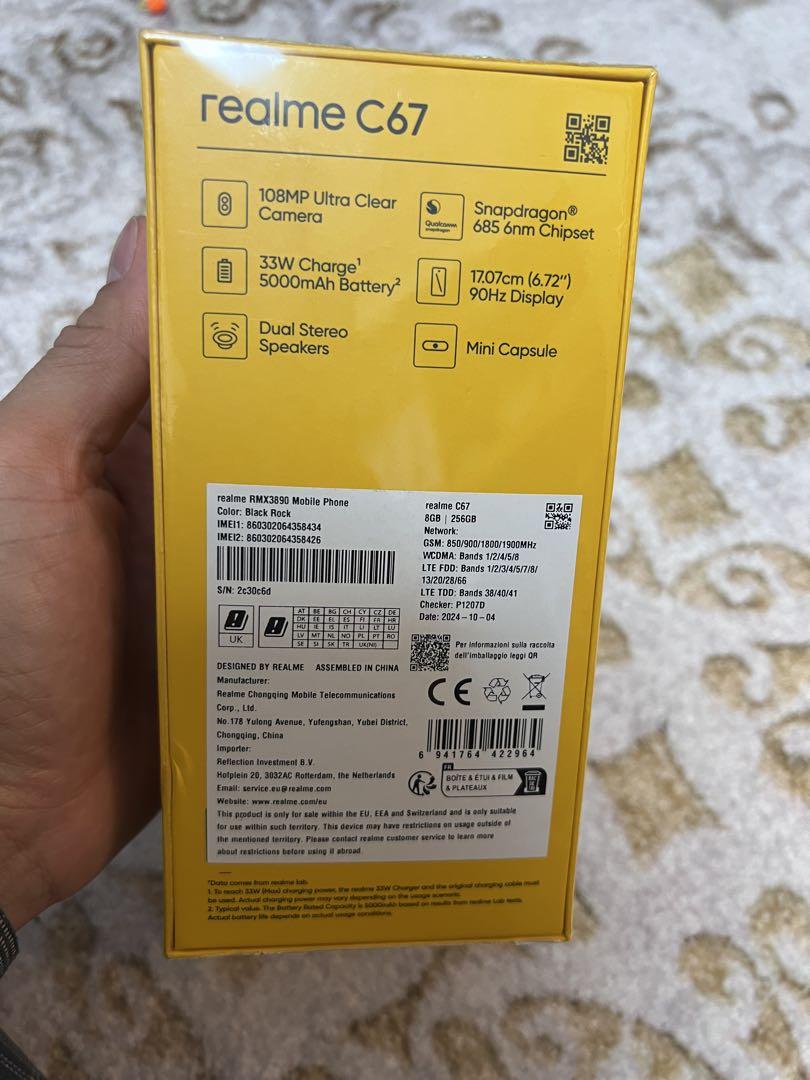 realme C67
108MP Ultra Clear
Camera
Snapdragon®
685 6nm Chipset
Qualcomm
snapdragon
33W Charge¹
5000mAh Battery²
17.07cm (6.72’’)
90Hz Display
Dual Stereo
Speakers
Mini Capsule
realme RMX3890 Mobile Phone
Color: Black Rock
IMEI1: 860302064358434
IMEI2: 860302064358426
S/N: 2c30c6d
UK
AT BE BG CH CY CZ DE
DK EE EL ES FI FR HR
HU IE IS IT LI LT LU
LV MT NL NO PL PT RO
SE SI SK TR UK(NI)
DESIGNED BY REALME ASSEMBLED IN CHINA
Manufacturer:
Realme Chongqing Mobile Telecommunications
Corp., Ltd.
No.178 Yulong Avenue, Yufengshan, Yubei District,
Chongqing, China
Importer:
Reflection Investment B.V.
Hofplein 20, 3032AC Rotterdam, the Netherlands
Email: service.eu@realme.com
Website: www.realme.com/eu
realme C67
8GB | 256GB
Network:
GSM: 850/900/1800/1900MHz
WCDMA: Bands 1/2/4/5/8
LTE FDD: Bands 1/2/3/4/5/7/8/
13/20/28/66
LTE TDD: Bands 38/40/41
Checker: P1207D
Date: 2024-10-04
Per informazioni sulla raccolta
dell'imballaggio leggi QR
CE
6 941764 422964
FR
BOÎTE & ÉTUI & FILM
& PLATEAUX
BAC DE TRI
This product is only for sale within the EU, EEA and Switzerland and is only suitable
for use within such territory. This device may have restrictions on usage outside of
the mentioned territory. Please contact realme customer service to learn more
about restrictions before using it abroad.
*Data comes from realme lab.
1. To reach 33W (Max) charging power, the realme 33W Charger and the original charging cable must
be used. Actual charging power may vary depending on the usage scenario.
2. Typical value. The Battery Rated Capacity is 5000mAh based on results from realme Lab tests.
Actual battery life depends on actual usage conditions.